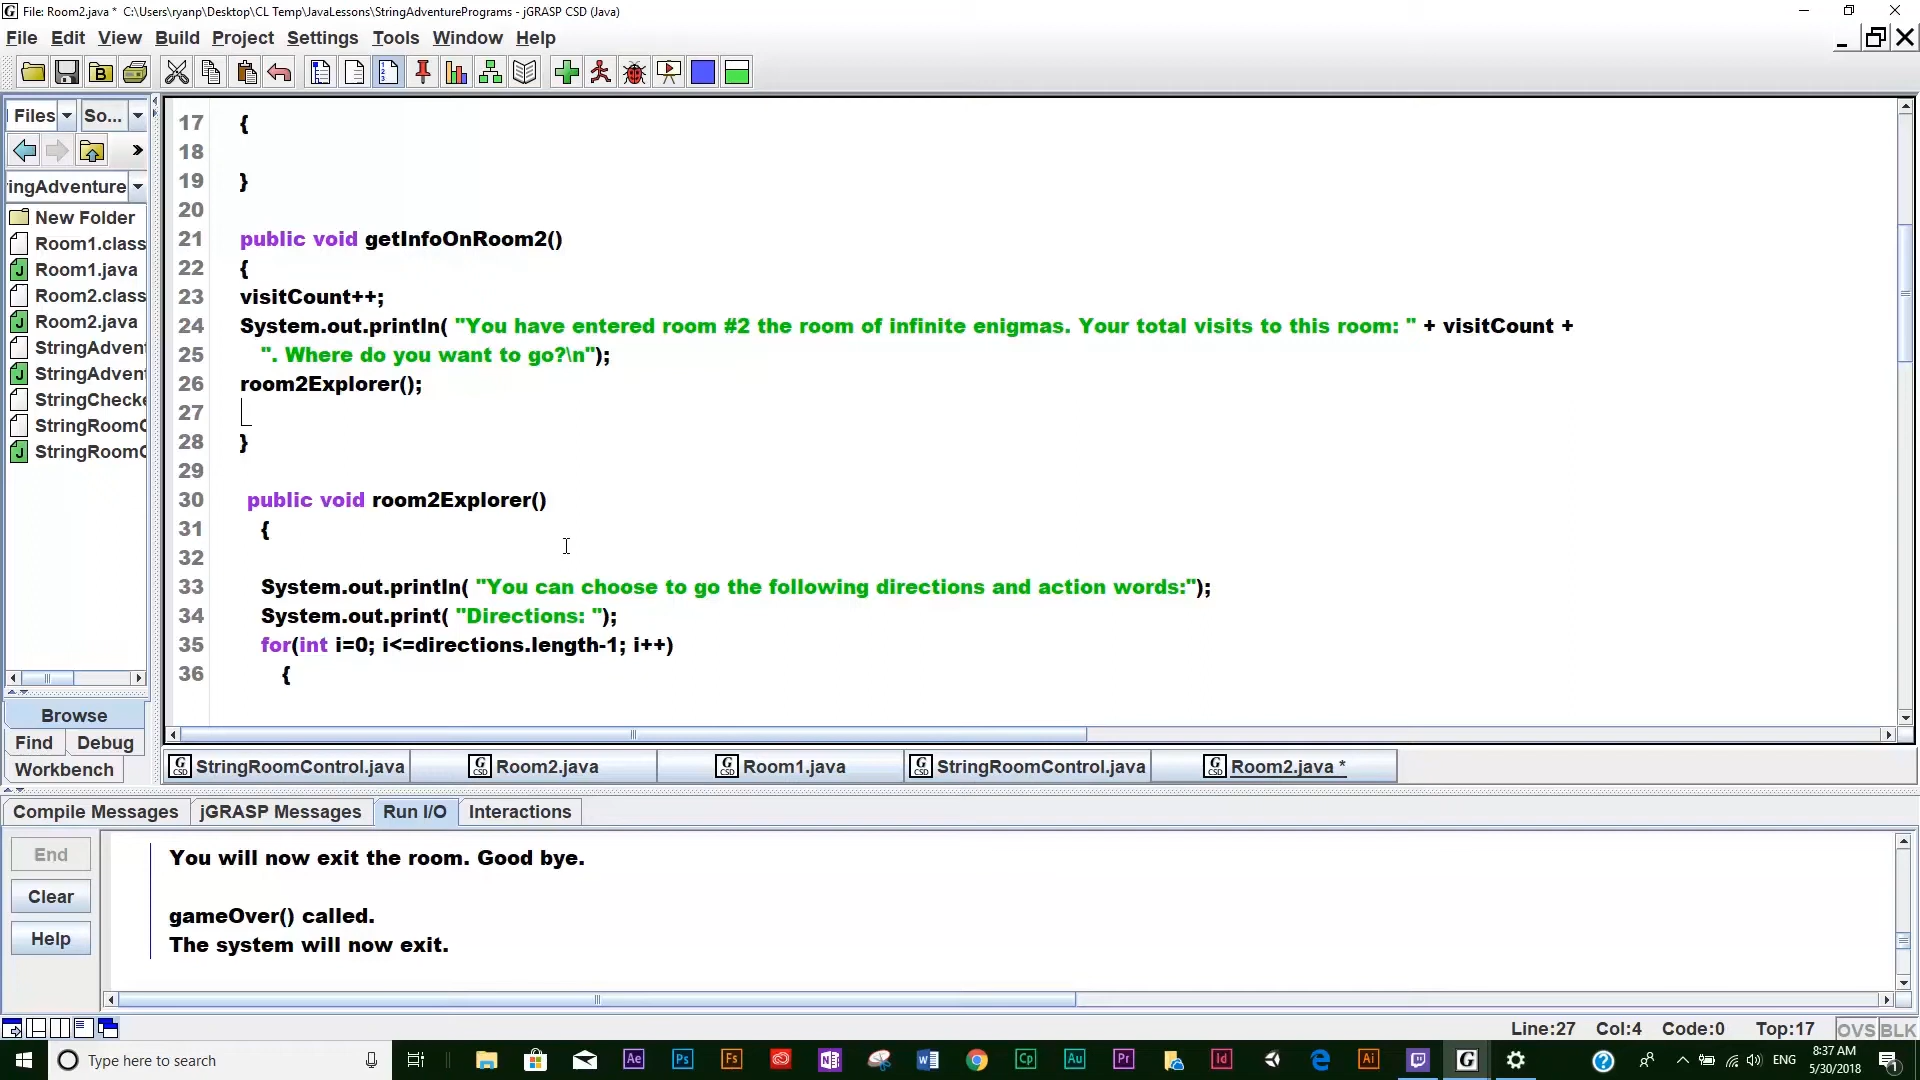 File: Room2.java *  C:\Users\ryanp\Desktop\CL Temp\JavaLessons\StringAdventurePrograms - jGRASP CSD (Java)
File Edit View Build Project Settings Tools Window Help
Files So...
ingAdventure
New Folder
Room1.class
Room1.java
Room2.class
Room2.java
StringAdven
StringAdven
StringChecke
StringRoomC
StringRoomC
Browse
Find Debug
Workbench
17 {
18
19 }
20
21 public void getInfoOnRoom2()
22 {
23 visitCount++;
24 System.out.println( "You have entered room #2 the room of infinite enigmas. Your total visits to this room: " + visitCount +
25 ". Where do you want to go?\n");
26 room2Explorer();
27
28 }
29
30 public void room2Explorer()
31 {
32
33 System.out.println( "You can choose to go the following directions and action words:");
34 System.out.print( "Directions: ");
35 for(int i=0; i<=directions.length-1; i++)
36 {
StringRoomControl.java Room2.java Room1.java StringRoomControl.java Room2.java *
Compile Messages jGRASP Messages Run I/O Interactions
End
Clear
Help
You will now exit the room. Good bye.
gameOver() called.
The system will now exit.
Line:27 Col:4 Code:0 Top:17 OVS BLK
Type here to search
ENG
8:37 AM
5/30/2018